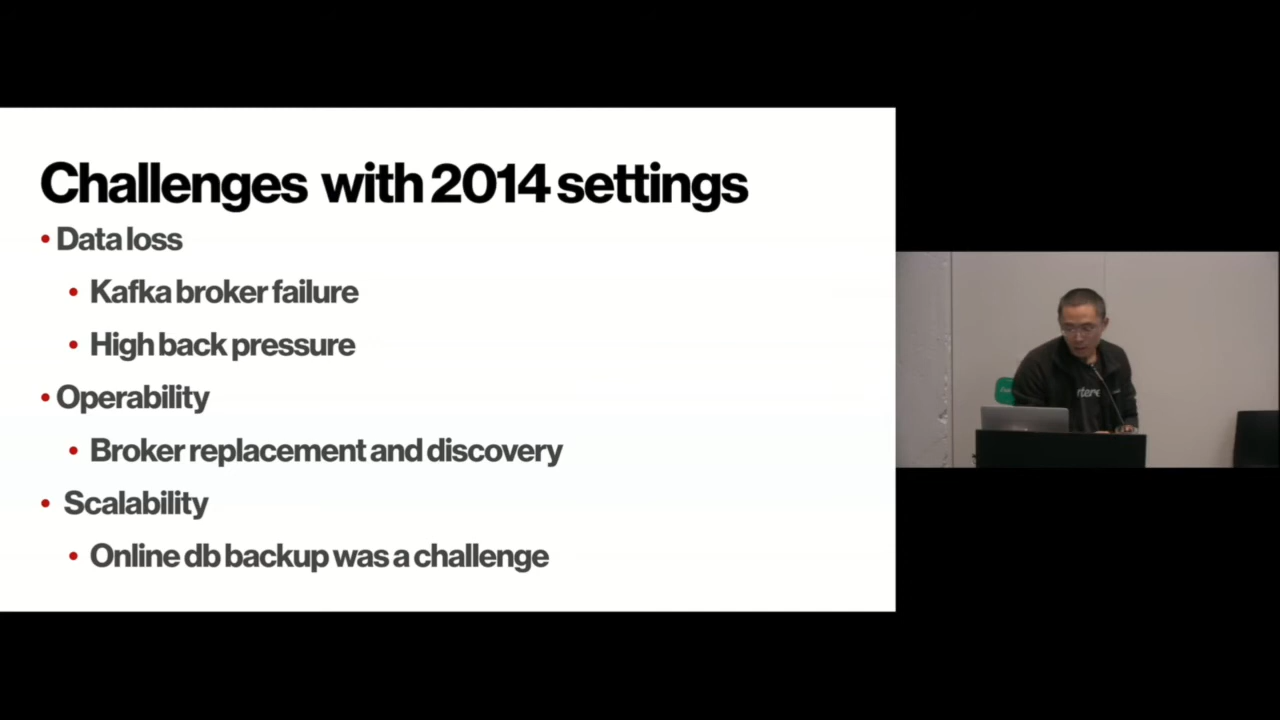 Challenges with 2014 settings
• Data loss
• Kafka broker failure
• High back pressure
• Operability
• Broker replacement and discovery
• Scalability
• Online db backup was a challenge